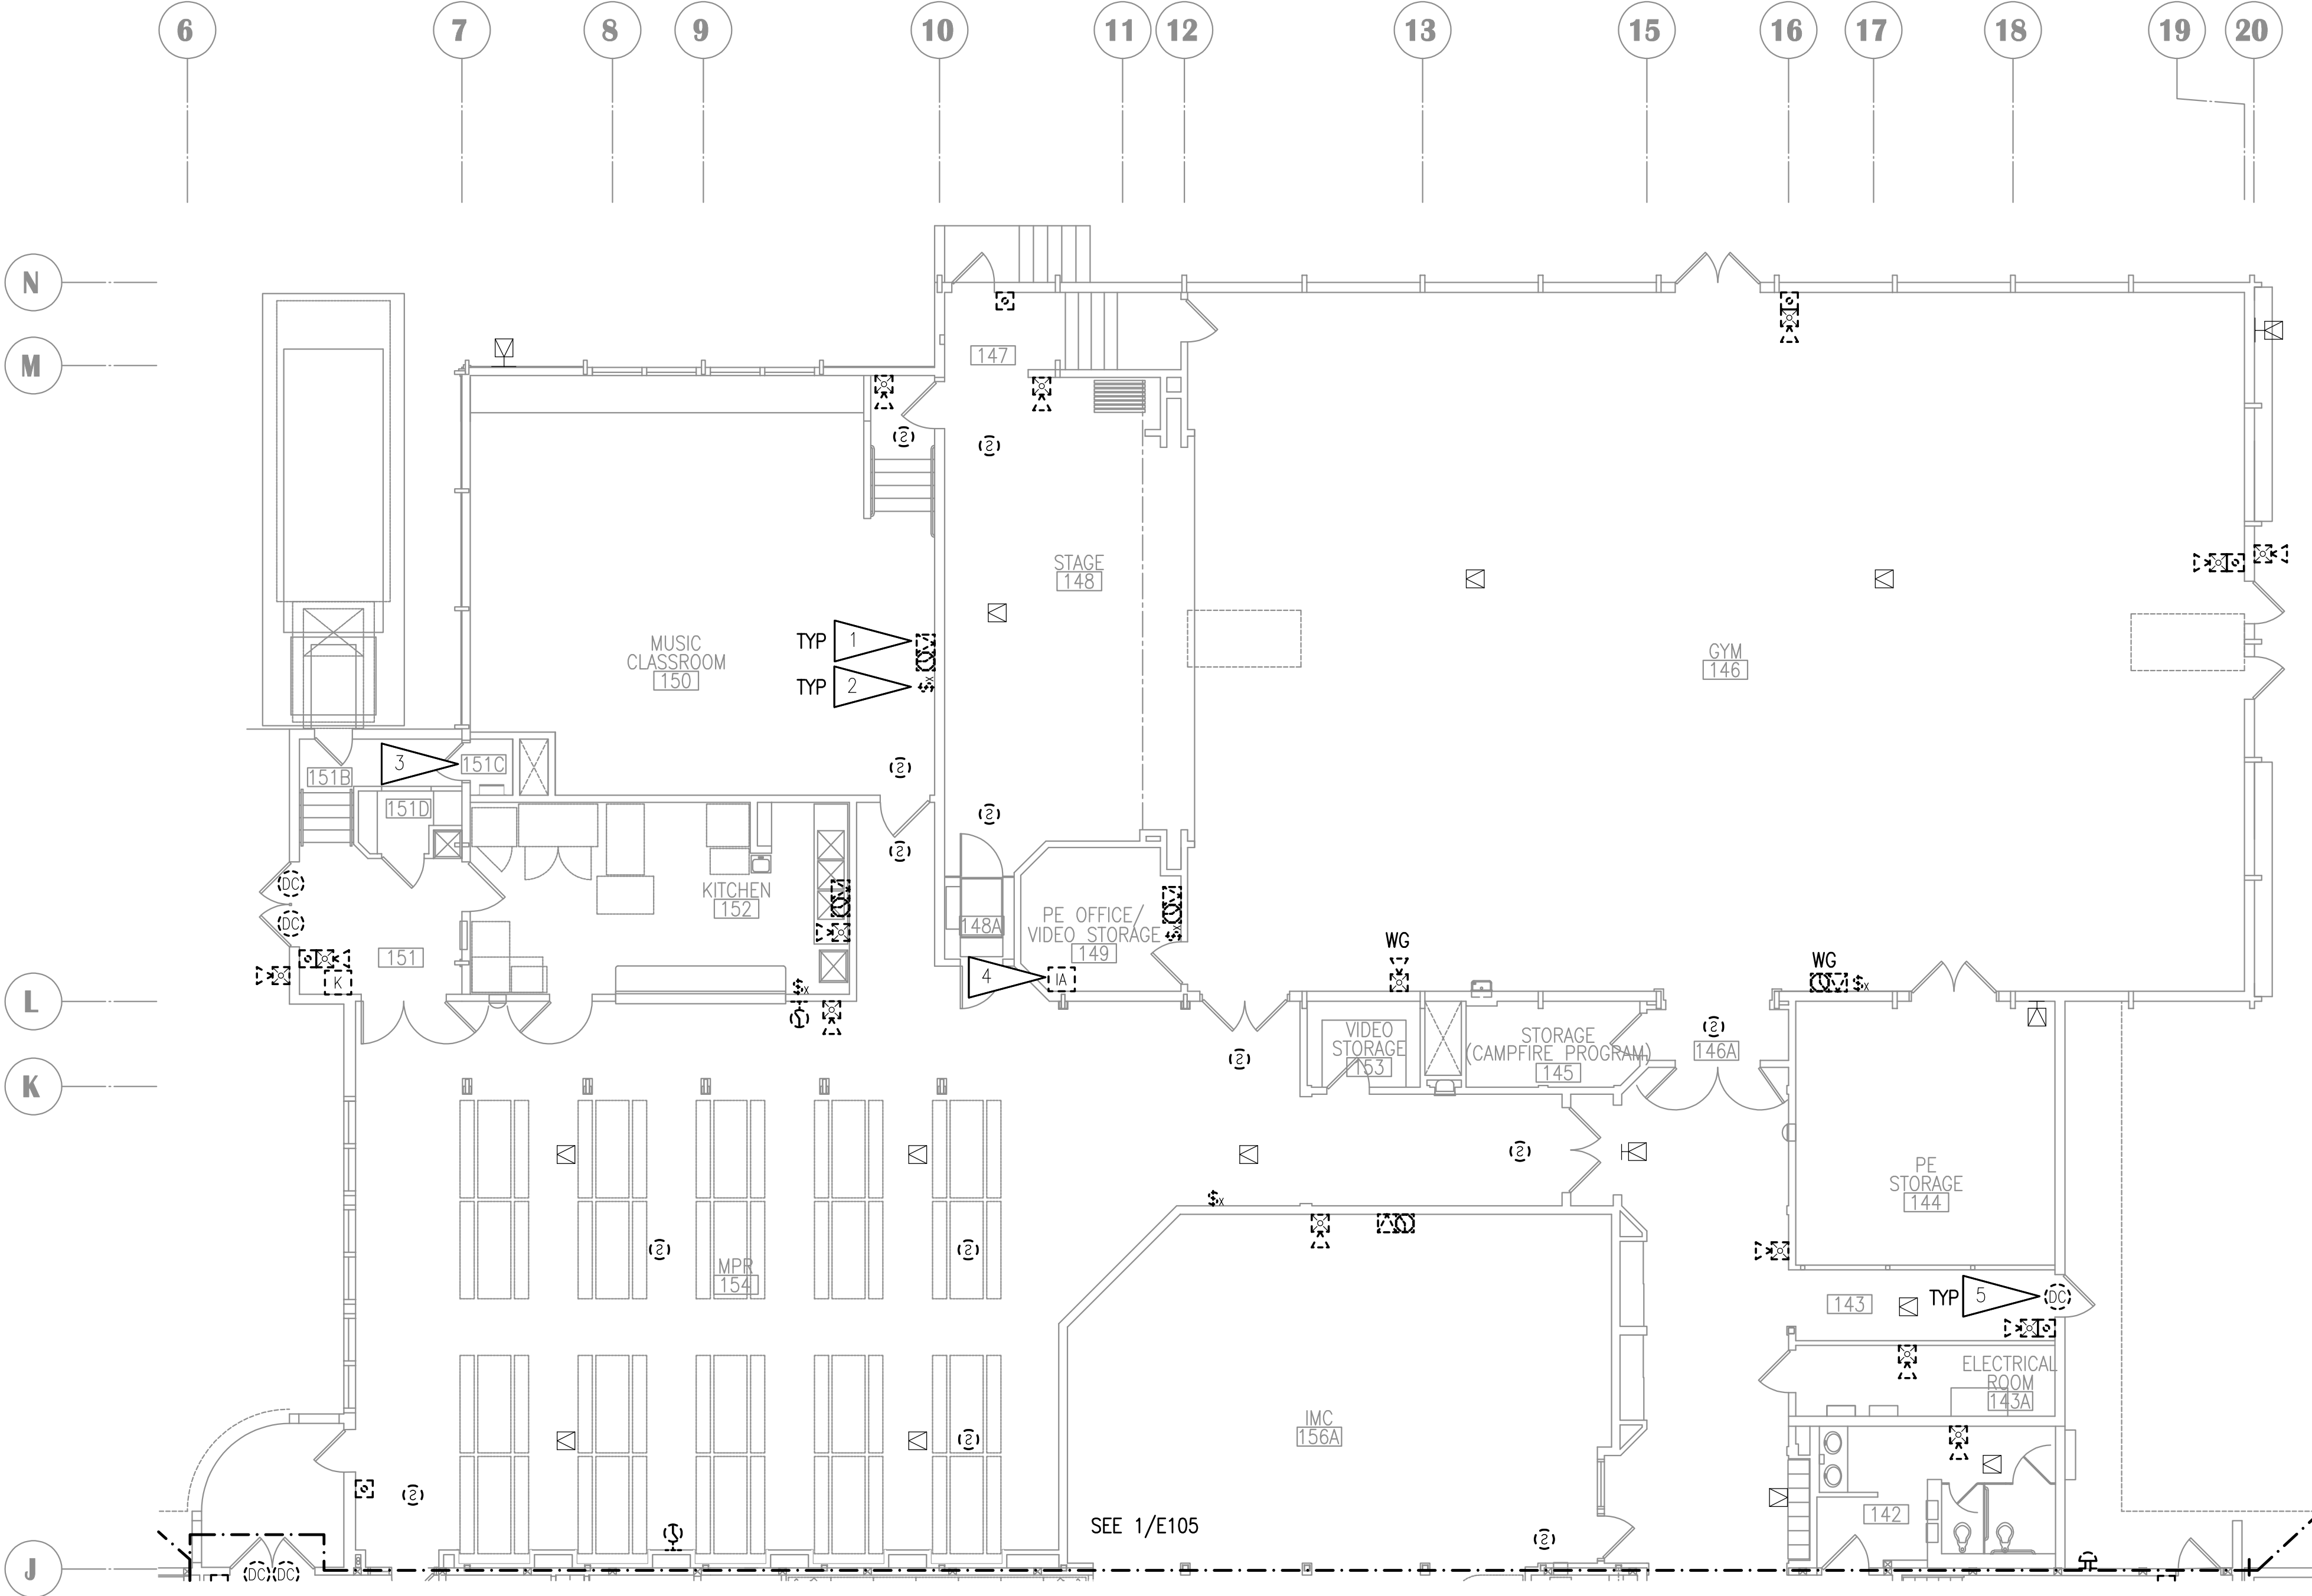 6 7 8 9 10 11 12 13 15 16 17 18 19 20
N
M
147
STAGE
148
TYP 1
MUSIC
CLASSROOM
150
TYP 2
$x
GYM
146
3
151C
151B
151D
DC
DC
KITCHEN
152
148A
PE OFFICE/
VIDEO STORAGE
149
$x
151
K
4
IA
WG
WG
$x
L
$x
VIDEO
STORAGE
153
STORAGE
(CAMPFIRE PROGRAM)
145
146A
K
PE
STORAGE
144
$x
MPR
154
143
TYP 5
DC
ELECTRICAL
ROOM
143A
IMC
156A
142
SEE 1/E105
J
DC DC